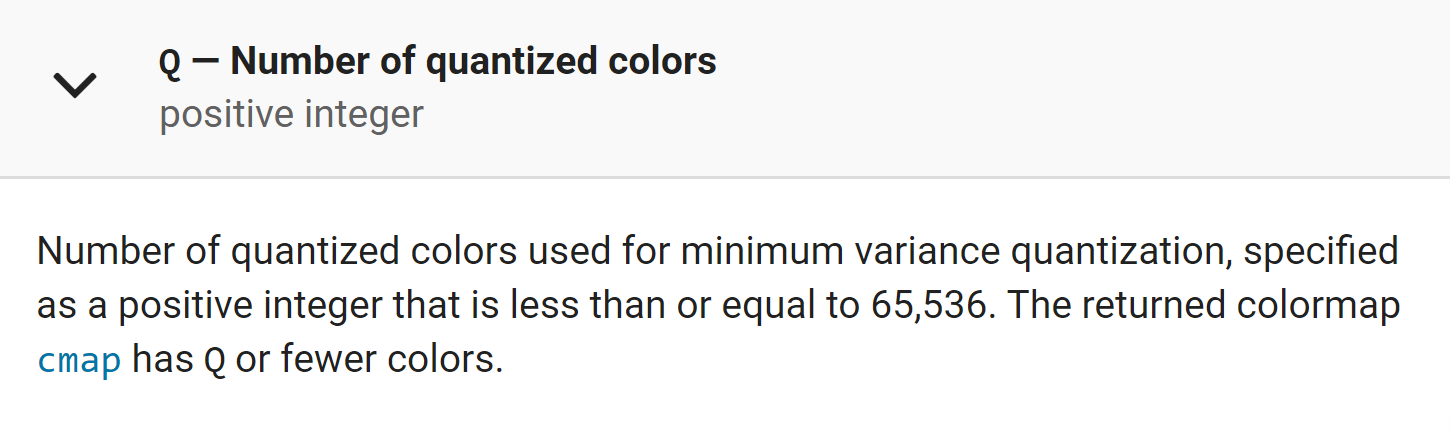 Q — Number of quantized colors
positive integer
Number of quantized colors used for minimum variance quantization, specified
as a positive integer that is less than or equal to 65,536. The returned colormap
cmap has Q or fewer colors.